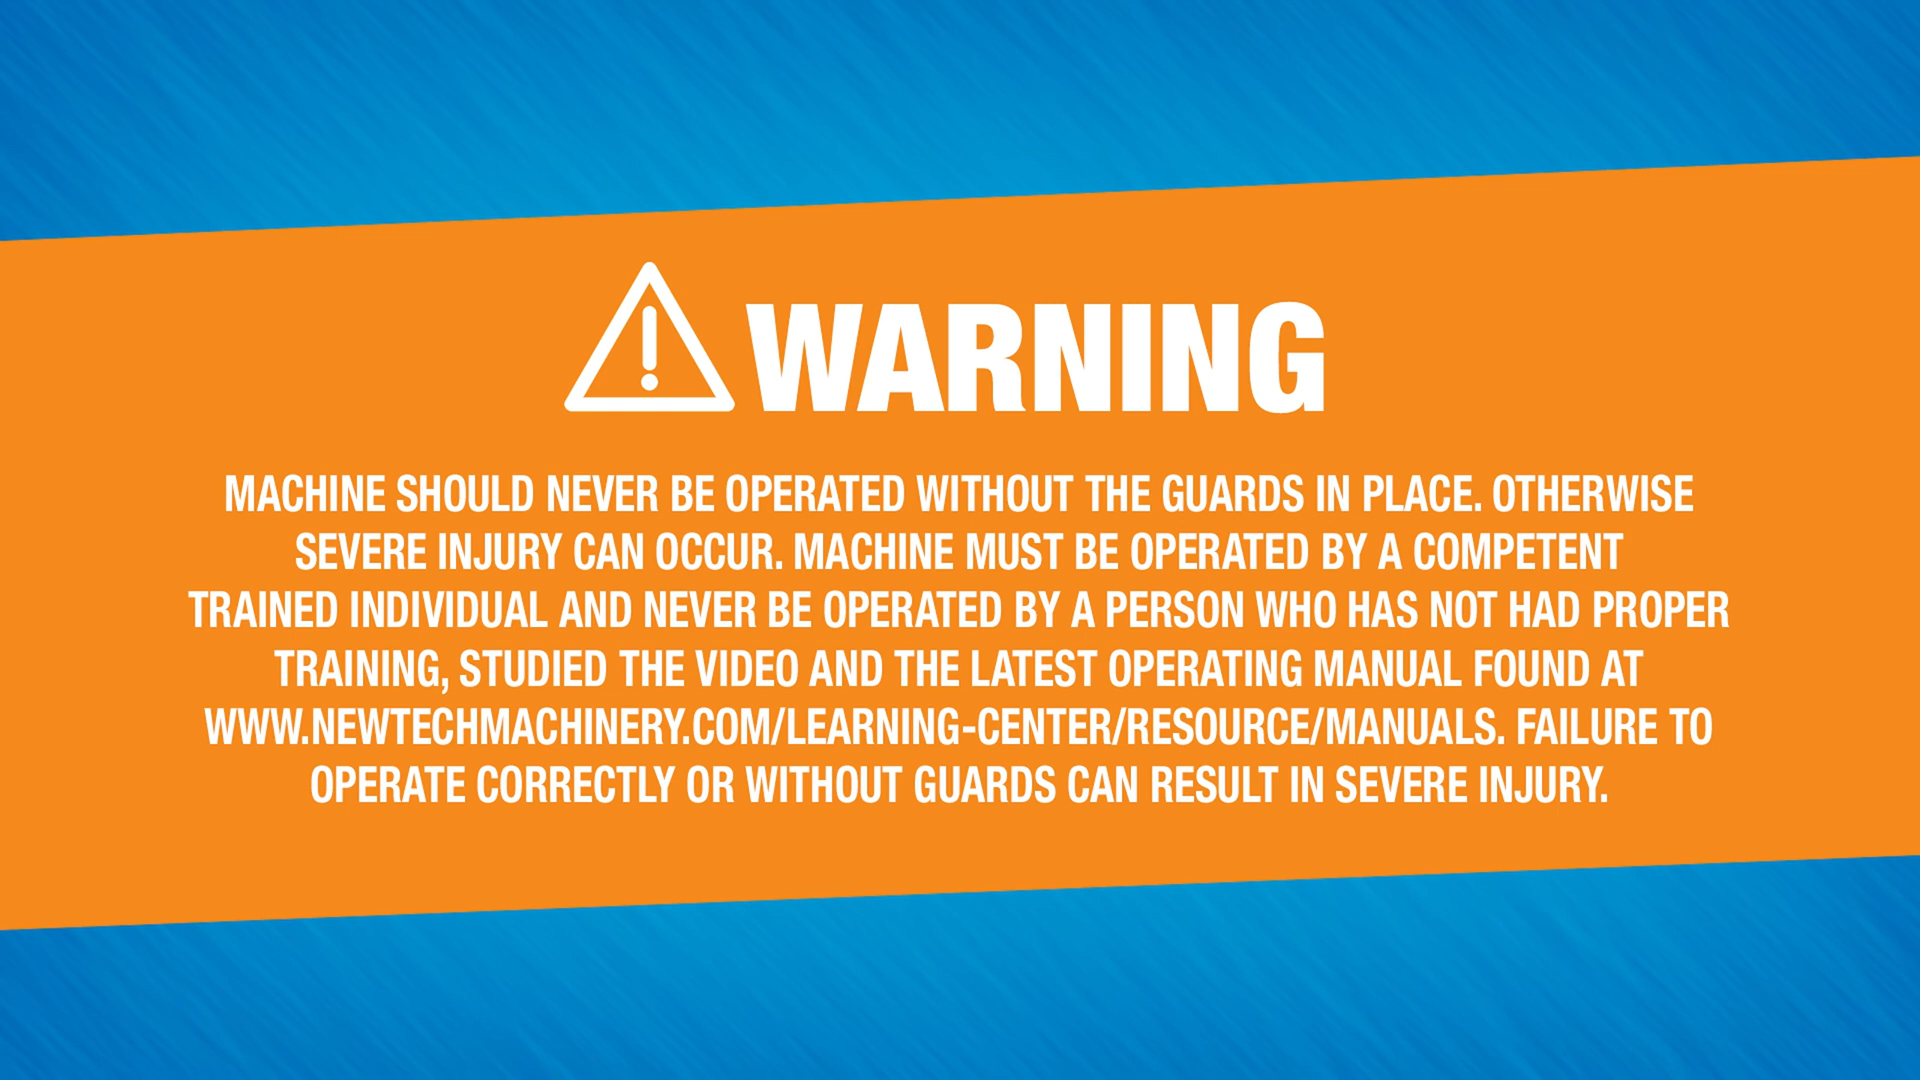 WARNING
MACHINE SHOULD NEVER BE OPERATED WITHOUT THE GUARDS IN PLACE. OTHERWISE
SEVERE INJURY CAN OCCUR. MACHINE MUST BE OPERATED BY A COMPETENT
TRAINED INDIVIDUAL AND NEVER BE OPERATED BY A PERSON WHO HAS NOT HAD PROPER
TRAINING, STUDIED THE VIDEO AND THE LATEST OPERATING MANUAL FOUND AT
WWW.NEWTECHMACHINERY.COM/LEARNING-CENTER/RESOURCE/MANUALS. FAILURE TO
OPERATE CORRECTLY OR WITHOUT GUARDS CAN RESULT IN SEVERE INJURY.